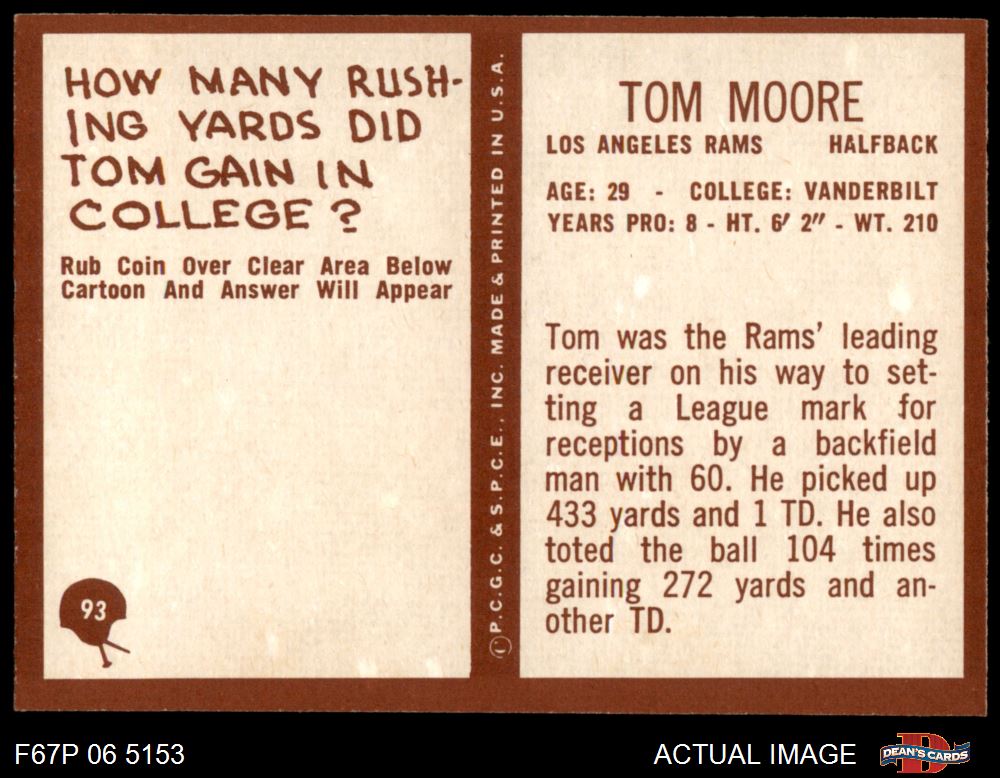 HOW MANY RUSH-
ING YARDS DID
TOM GAIN IN
COLLEGE ?
Rub Coin Over Clear Area Below
Cartoon And Answer Will Appear
93
©P.C.G.C. & S.P.C.E., INC. MADE & PRINTED IN U.S.A.
TOM MOORE
LOS ANGELES RAMS HALFBACK
AGE: 29 - COLLEGE: VANDERBILT
YEARS PRO: 8 - HT. 6' 2" - WT. 210
Tom was the Rams' leading
receiver on his way to set-
ting a League mark for
receptions by a backfield
man with 60. He picked up
433 yards and 1 TD. He also
toted the ball 104 times
gaining 272 yards and an-
other TD.
F67P 06 5153
ACTUAL IMAGE
DEAN'S CARDS